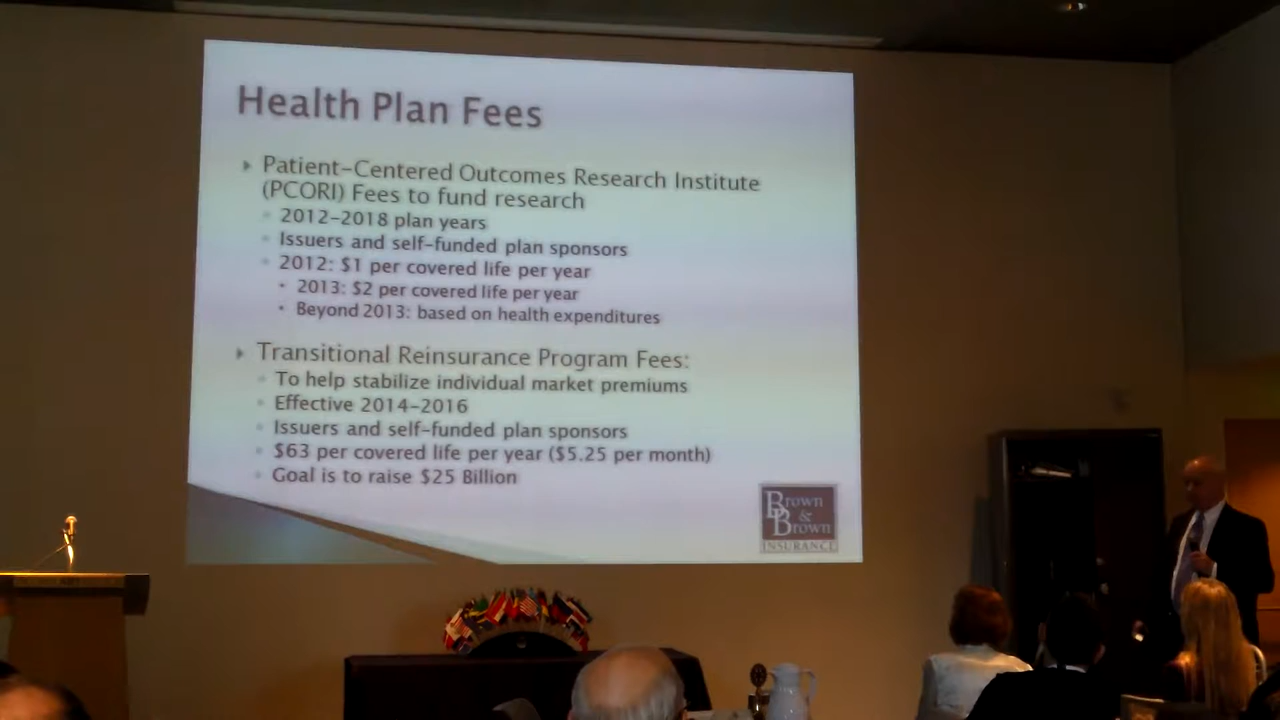 Health Plan Fees
Patient-Centered Outcomes Research Institute
(PCORI) Fees to fund research
2012-2018 plan years
Issuers and self-funded plan sponsors
2012: $1 per covered life per year
2013: $2 per covered life per year
Beyond 2013: based on health expenditures
Transitional Reinsurance Program Fees:
To help stabilize individual market premiums
Effective 2014-2016
Issuers and self-funded plan sponsors
$63 per covered life per year ($5.25 per month)
Goal is to raise $25 Billion
Brown
&
Brown
INSURANCE